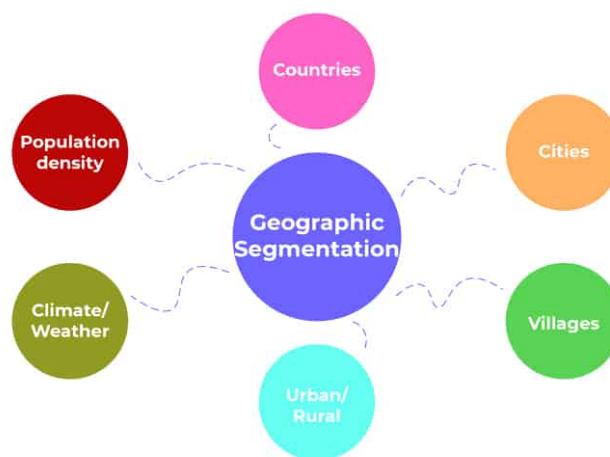 Countries
Population
density
Cities
Geographic
Segmentation
Climate/
Weather
Villages
Urban/
Rural